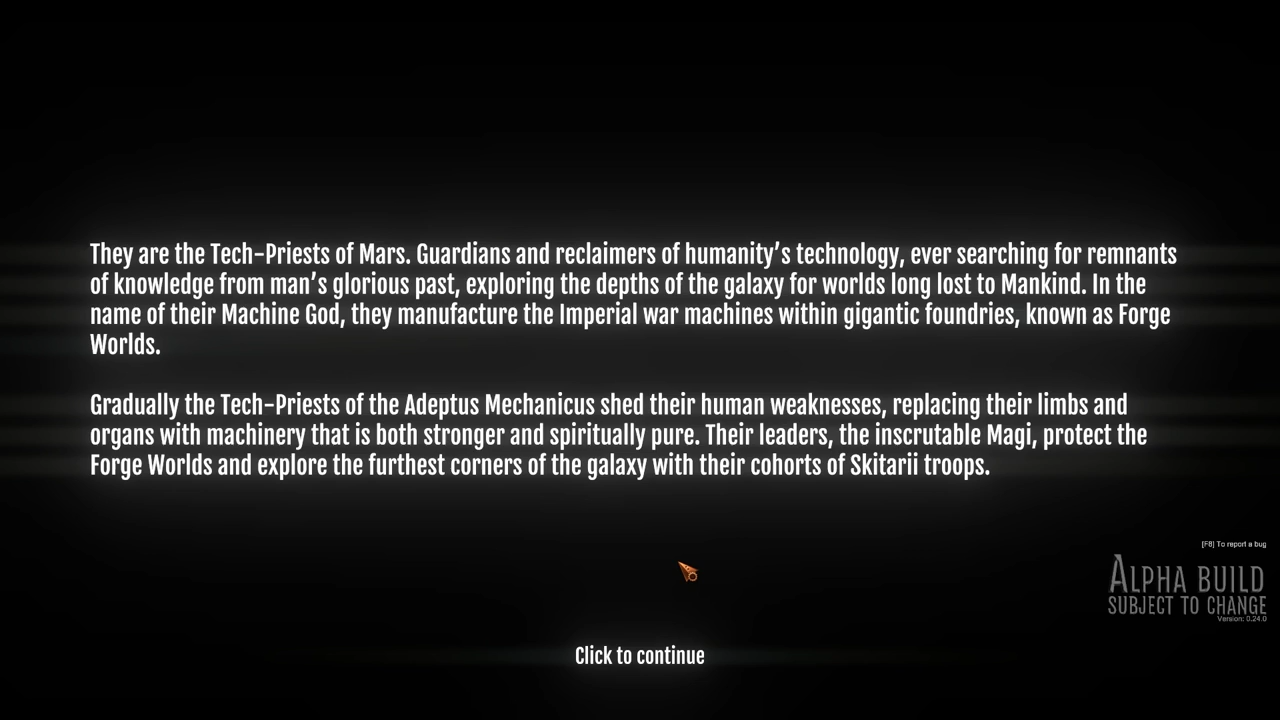 They are the Tech-Priests of Mars. Guardians and reclaimers of humanity’s technology, ever searching for remnants
of knowledge from man’s glorious past, exploring the depths of the galaxy for worlds long lost to Mankind. In the
name of their Machine God, they manufacture the Imperial war machines within gigantic foundries, known as Forge
Worlds.
Gradually the Tech-Priests of the Adeptus Mechanicus shed their human weaknesses, replacing their limbs and
organs with machinery that is both stronger and spiritually pure. Their leaders, the inscrutable Magi, protect the
Forge Worlds and explore the furthest corners of the galaxy with their cohorts of Skitarii troops.
[F8] To report a bug
ALPHA BUILD
SUBJECT TO CHANGE
Version: 0.24.0
Click to continue